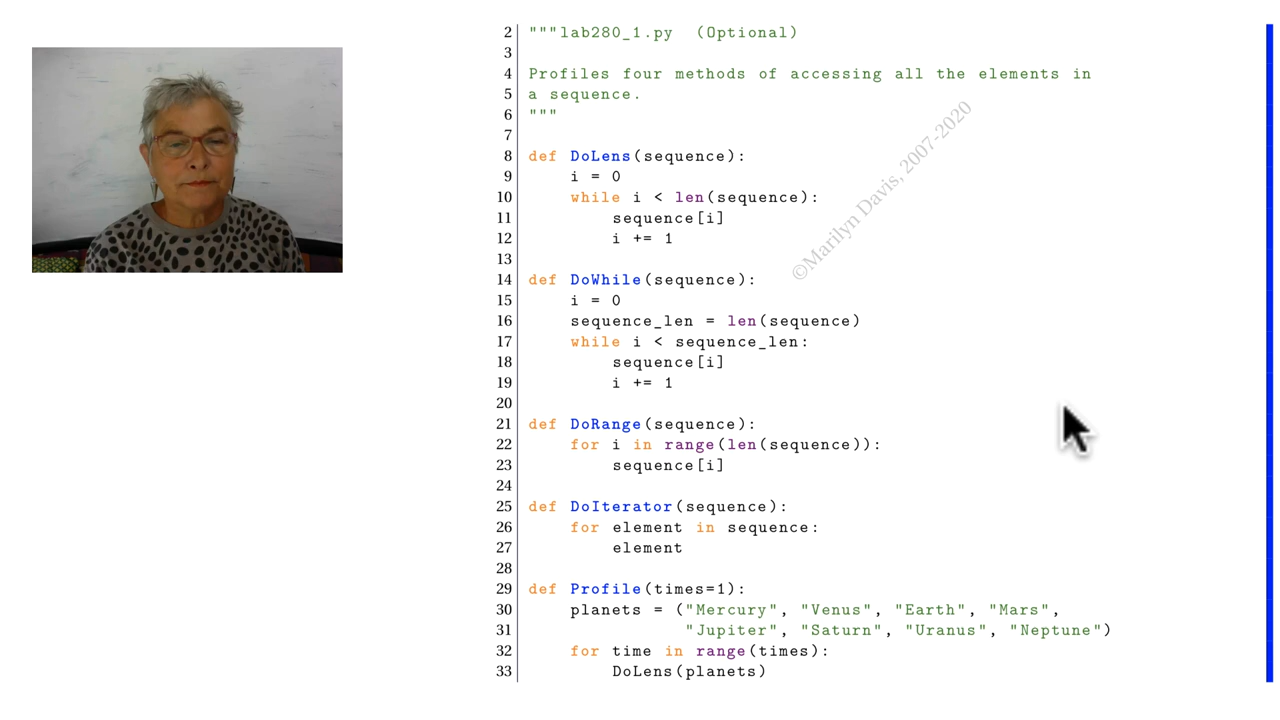 2 """lab280_1.py (Optional)
3
4 Profiles four methods of accessing all the elements in
5 a sequence.
6 """
7
8 def DoLens(sequence):
9     i = 0
10     while i < len(sequence):
11         sequence[i]
12         i += 1
13
14 def DoWhile(sequence):
15     i = 0
16     sequence_len = len(sequence)
17     while i < sequence_len:
18         sequence[i]
19         i += 1
20
21 def DoRange(sequence):
22     for i in range(len(sequence)):
23         sequence[i]
24
25 def DoIterator(sequence):
26     for element in sequence:
27         element
28
29 def Profile(times=1):
30     planets = ("Mercury", "Venus", "Earth", "Mars",
31                "Jupiter", "Saturn", "Uranus", "Neptune")
32     for time in range(times):
33         DoLens(planets)
©Marilyn Davis, 2007-2020